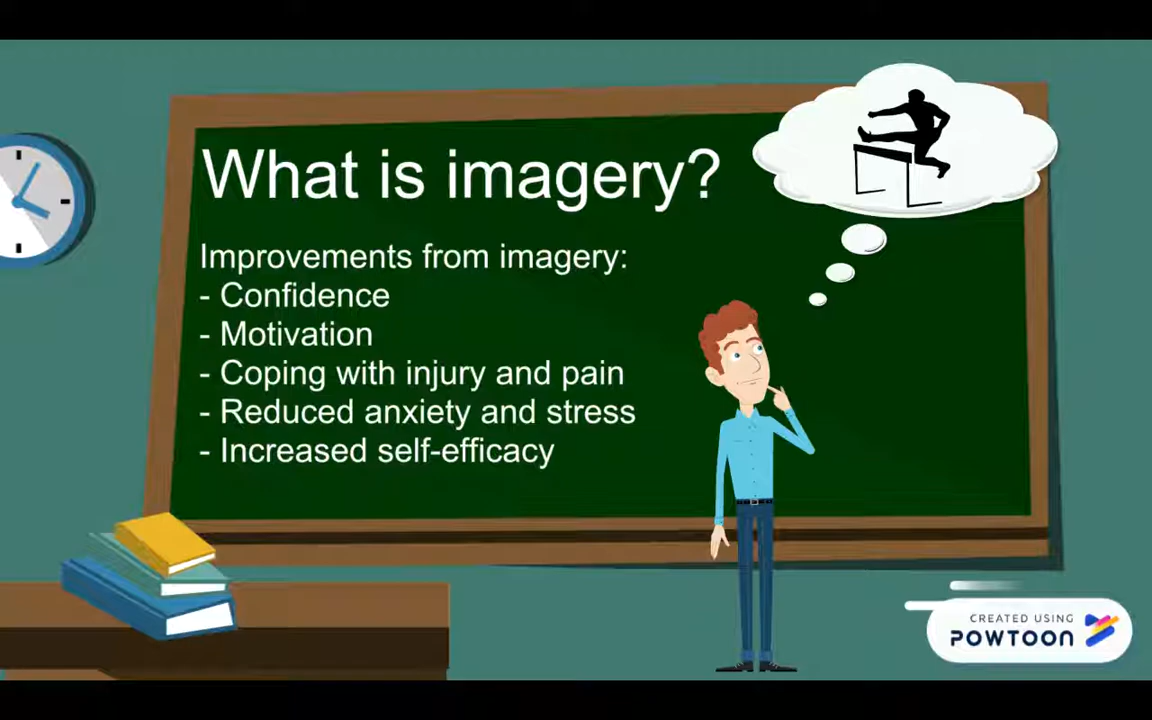 What is imagery?
Improvements from imagery:
- Confidence
- Motivation
- Coping with injury and pain
- Reduced anxiety and stress
- Increased self-efficacy
CREATED USING
POWTOON